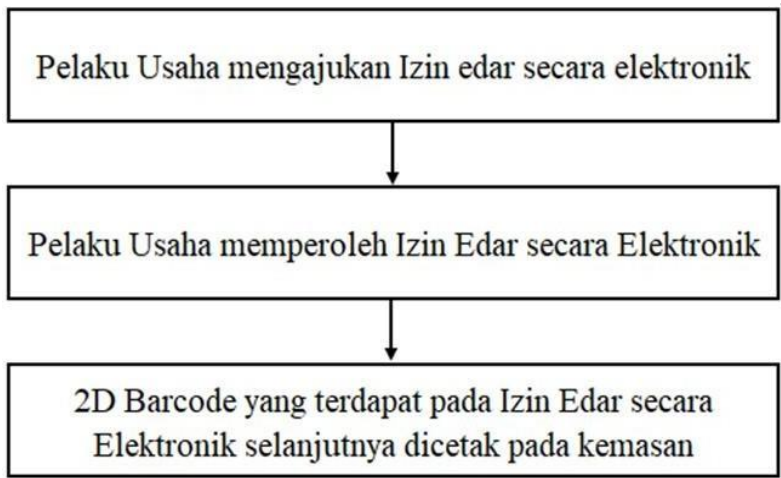 Pelaku Usaha mengajukan Izin edar secara elektronik
Pelaku Usaha memperoleh Izin Edar secara Elektronik
2D Barcode yang terdapat pada Izin Edar secara
Elektronik selanjutnya dicetak pada kemasan